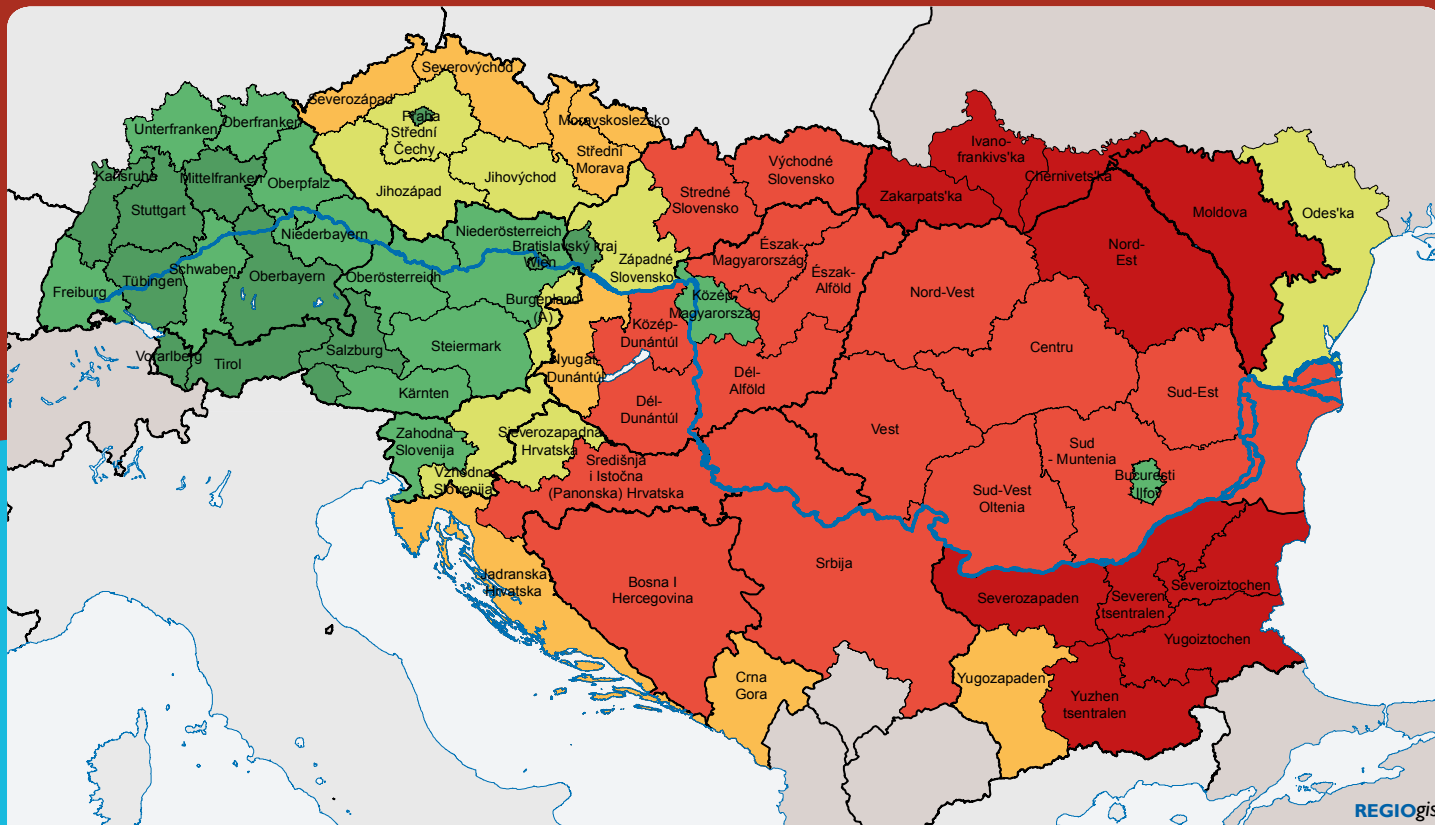 Severovýchod
Severozápad
Praha
Střední
Čechy
Moravskoslezsko
Střední
Morava
Jihozápad
Jihovýchod
Unterfranken
Oberfranken
Karlsruhe
Mittelfranken
Oberpfalz
Stuttgart
Niederbayern
Tübingen
Schwaben
Oberbayern
Freiburg
Niederösterreich
Bratislavský kraj
Wien
Oberösterreich
Burgenland
(A)
Vorarlberg
Tirol
Salzburg
Steiermark
Kärnten
Západné
Slovensko
Stredné
Slovensko
Východné
Slovensko
Észak-
Magyarország
Észak-
Alföld
Közép-
Magyarország
Közép-
Dunántúl
Nyugat-
Dunántúl
Dél-
Dunántúl
Dél-
Alföld
Zahodna
Slovenija
Vzhodna
Slovenija
Sjeverozapadna
Hrvatska
Središnja
i Istočna
(Panonska) Hrvatska
Jadranska
Hrvatska
Bosna I
Hercegovina
Crna
Gora
Srbija
Zakarpats'ka
Ivano-
frankivs'ka
Chernivets'ka
Moldova
Odes'ka
Nord-
Est
Nord-Vest
Centru
Sud-Est
Vest
Sud
- Muntenia
Bucuresti
- Ilfov
Sud-Vest
Oltenia
Severozapaden
Severen
tsentralen
Severoiztochen
Yugoiztochen
Yugozapaden
Yuzhen
tsentralen
REGIOgis